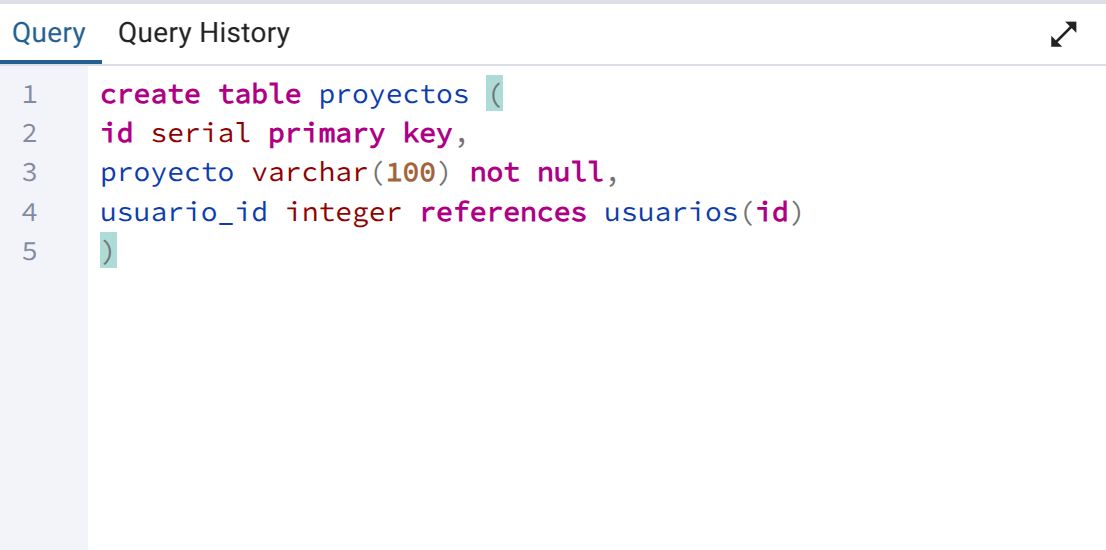 Query Query History
1 create table proyectos (
2 id serial primary key,
3 proyecto varchar(100) not null,
4 usuario_id integer references usuarios(id)
5 )